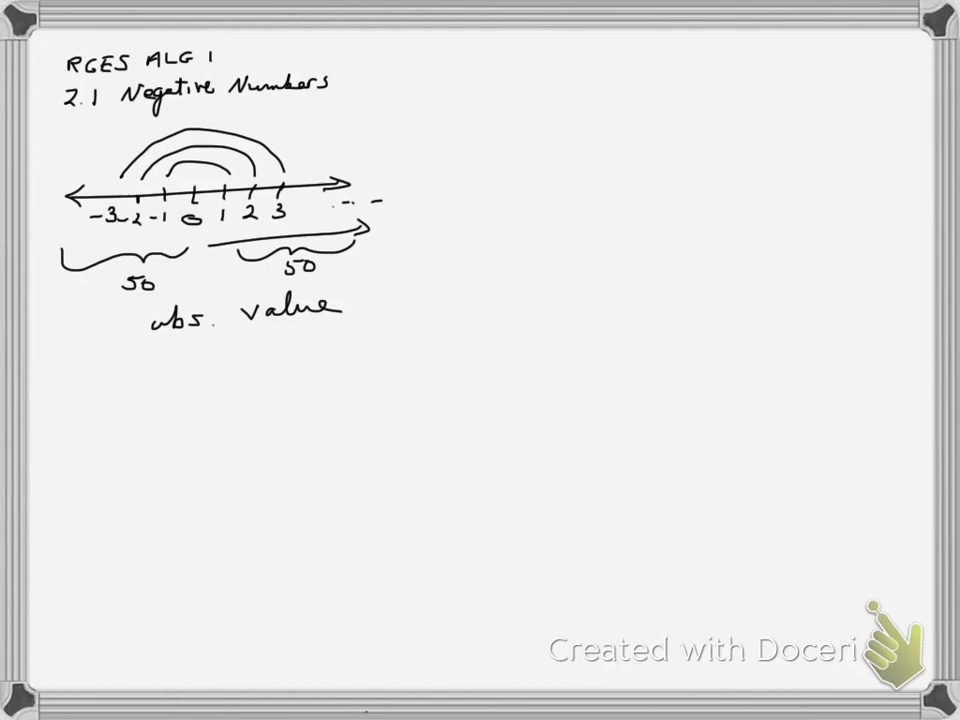 RGES ALG 1
2.1 Negative Numbers
-3 -2 -1 0 1 2 3 ...
50 50
abs. value
Created with Doceri